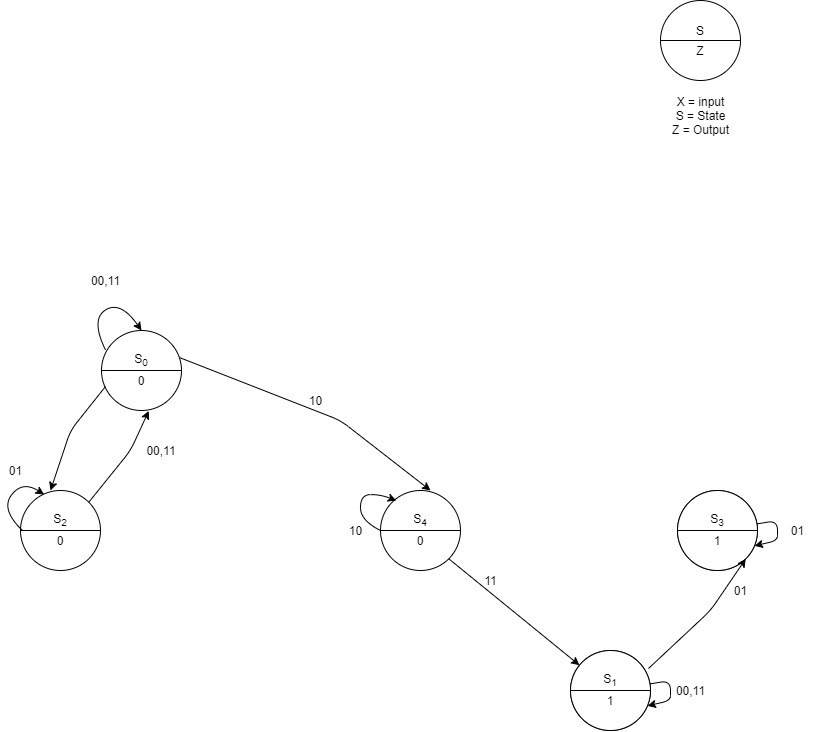 S
Z
X = input
S = State
Z = Output
00,11
S0
0
10
00,11
01
S2
0
10
S4
0
S3
1
01
11
01
S1
1
00,11